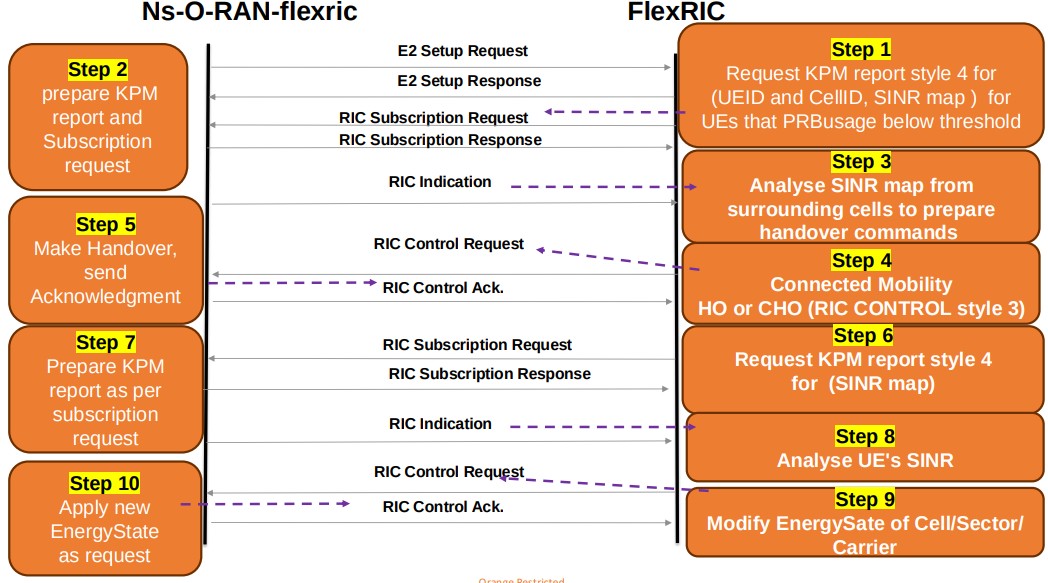 Ns-O-RAN-flexric
FlexRIC
Step 2
prepare KPM
report and
Subscription
request
Step 5
Make Handover,
send
Acknowledgment
Step 7
Prepare KPM
report as per
subscription
request
Step 10
Apply new
EnergyState
as request
E2 Setup Request
E2 Setup Response
RIC Subscription Request
RIC Subscription Response
RIC Indication
RIC Control Request
RIC Control Ack.
RIC Subscription Request
RIC Subscription Response
RIC Indication
RIC Control Request
RIC Control Ack.
Step 1
Request KPM report style 4 for
(UEID and CellID, SINR map ) for
UEs that PRBusage below threshold
Step 3
Analyse SINR map from
surrounding cells to prepare
handover commands
Step 4
Connected Mobility
HO or CHO (RIC CONTROL style 3)
Step 6
Request KPM report style 4
for (SINR map)
Step 8
Analyse UE's SINR
Step 9
Modify EnergySate of Cell/Sector/
Carrier
Orange Restricted